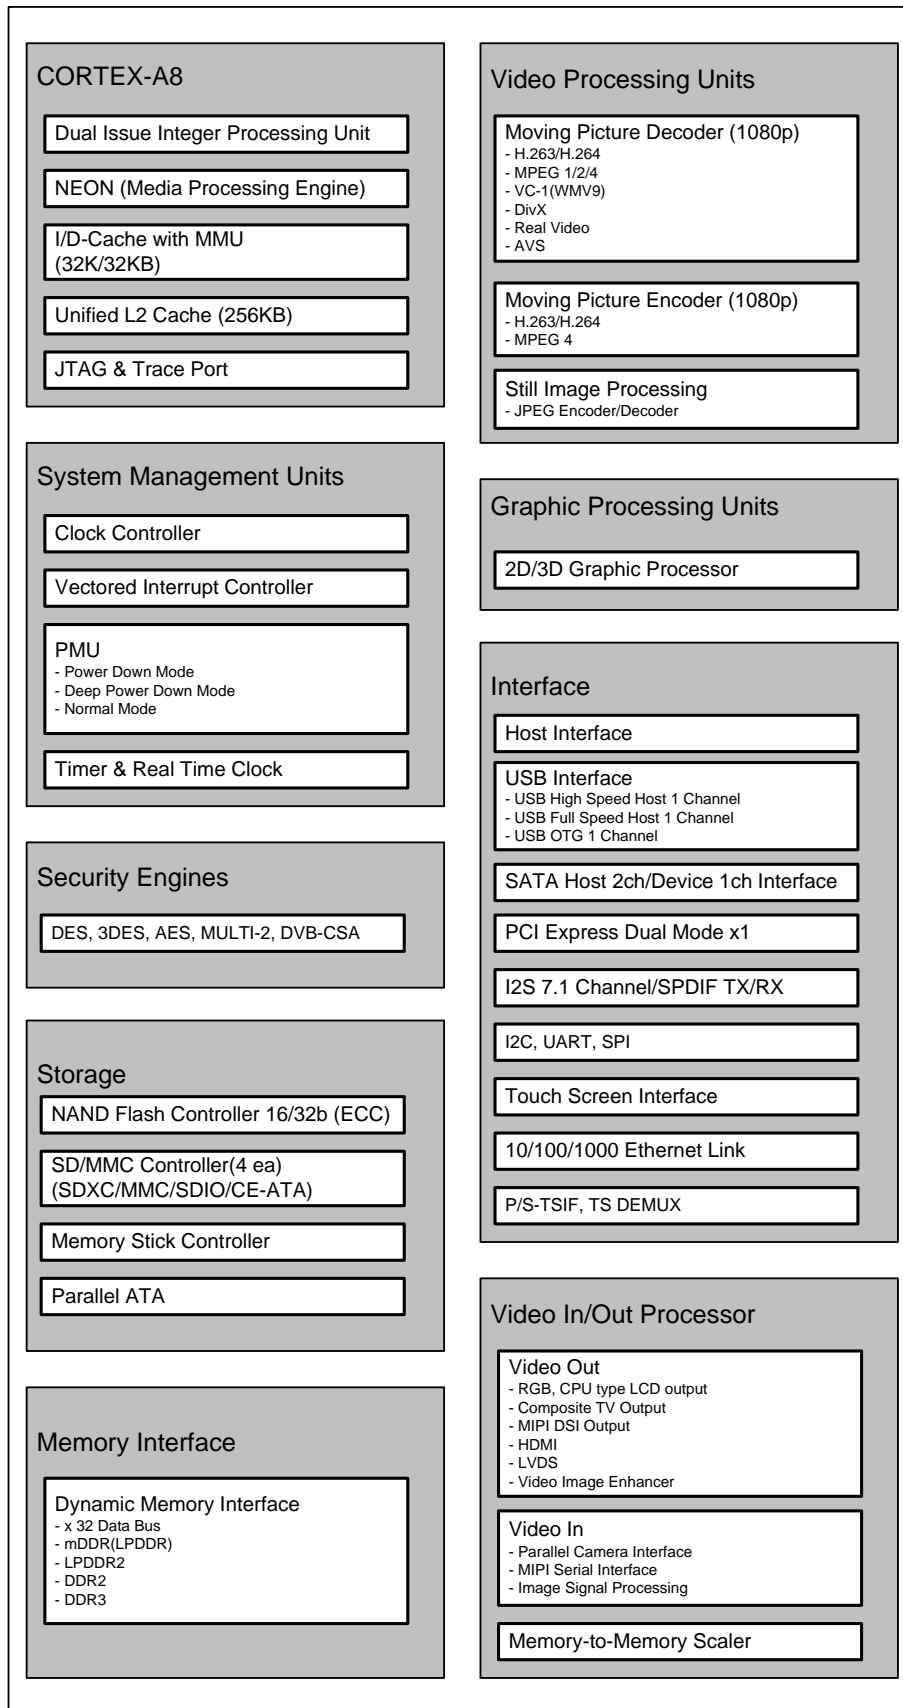 CORTEX-A8
Dual Issue Integer Processing Unit
NEON (Media Processing Engine)
I/D-Cache with MMU
(32K/32KB)
Unified L2 Cache (256KB)
JTAG & Trace Port
System Management Units
Clock Controller
Vectored Interrupt Controller
PMU
- Power Down Mode
- Deep Power Down Mode
- Normal Mode
Timer & Real Time Clock
Security Engines
DES, 3DES, AES, MULTI-2, DVB-CSA
Storage
NAND Flash Controller 16/32b (ECC)
SD/MMC Controller(4 ea)
(SDXC/MMC/SDIO/CE-ATA)
Memory Stick Controller
Parallel ATA
Memory Interface
Dynamic Memory Interface
- x 32 Data Bus
- mDDR(LPDDR)
- LPDDR2
- DDR2
- DDR3
Video Processing Units
Moving Picture Decoder (1080p)
- H.263/H.264
- MPEG 1/2/4
- VC-1(WMV9)
- DivX
- Real Video
- AVS
Moving Picture Encoder (1080p)
- H.263/H.264
- MPEG 4
Still Image Processing
- JPEG Encoder/Decoder
Graphic Processing Units
2D/3D Graphic Processor
Interface
Host Interface
USB Interface
- USB High Speed Host 1 Channel
- USB Full Speed Host 1 Channel
- USB OTG 1 Channel
SATA Host 2ch/Device 1ch Interface
PCI Express Dual Mode x1
I2S 7.1 Channel/SPDIF TX/RX
I2C, UART, SPI
Touch Screen Interface
10/100/1000 Ethernet Link
P/S-TSIF, TS DEMUX
Video In/Out Processor
Video Out
- RGB, CPU type LCD output
- Composite TV Output
- MIPI DSI Output
- HDMI
- LVDS
- Video Image Enhancer
Video In
- Parallel Camera Interface
- MIPI Serial Interface
- Image Signal Processing
Memory-to-Memory Scaler